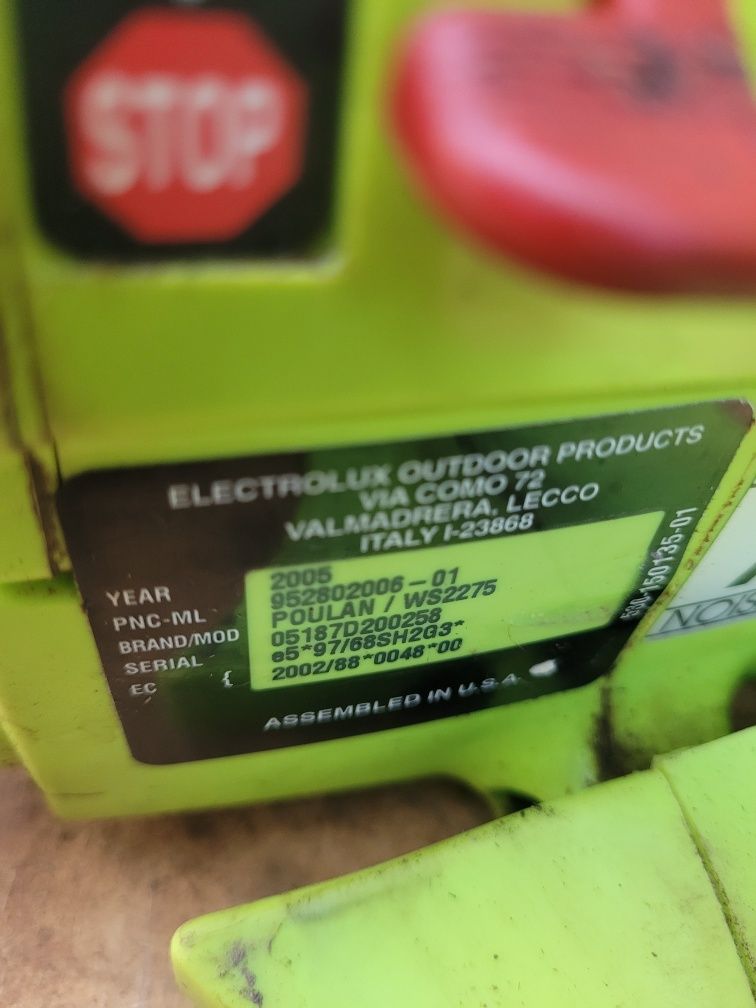 STOP
ELECTROLUX OUTDOOR PRODUCTS
VIA COMO 72
VALMADRERA, LECCO
ITALY I-23868
YEAR 2005
PNC-ML 952802006-01
BRAND/MOD POULAN / WS2275
SERIAL 05187D200258
EC { e5*97/68SH2G3*
2002/88*0048*00
ASSEMBLED IN U.S.A.
530-150135-01